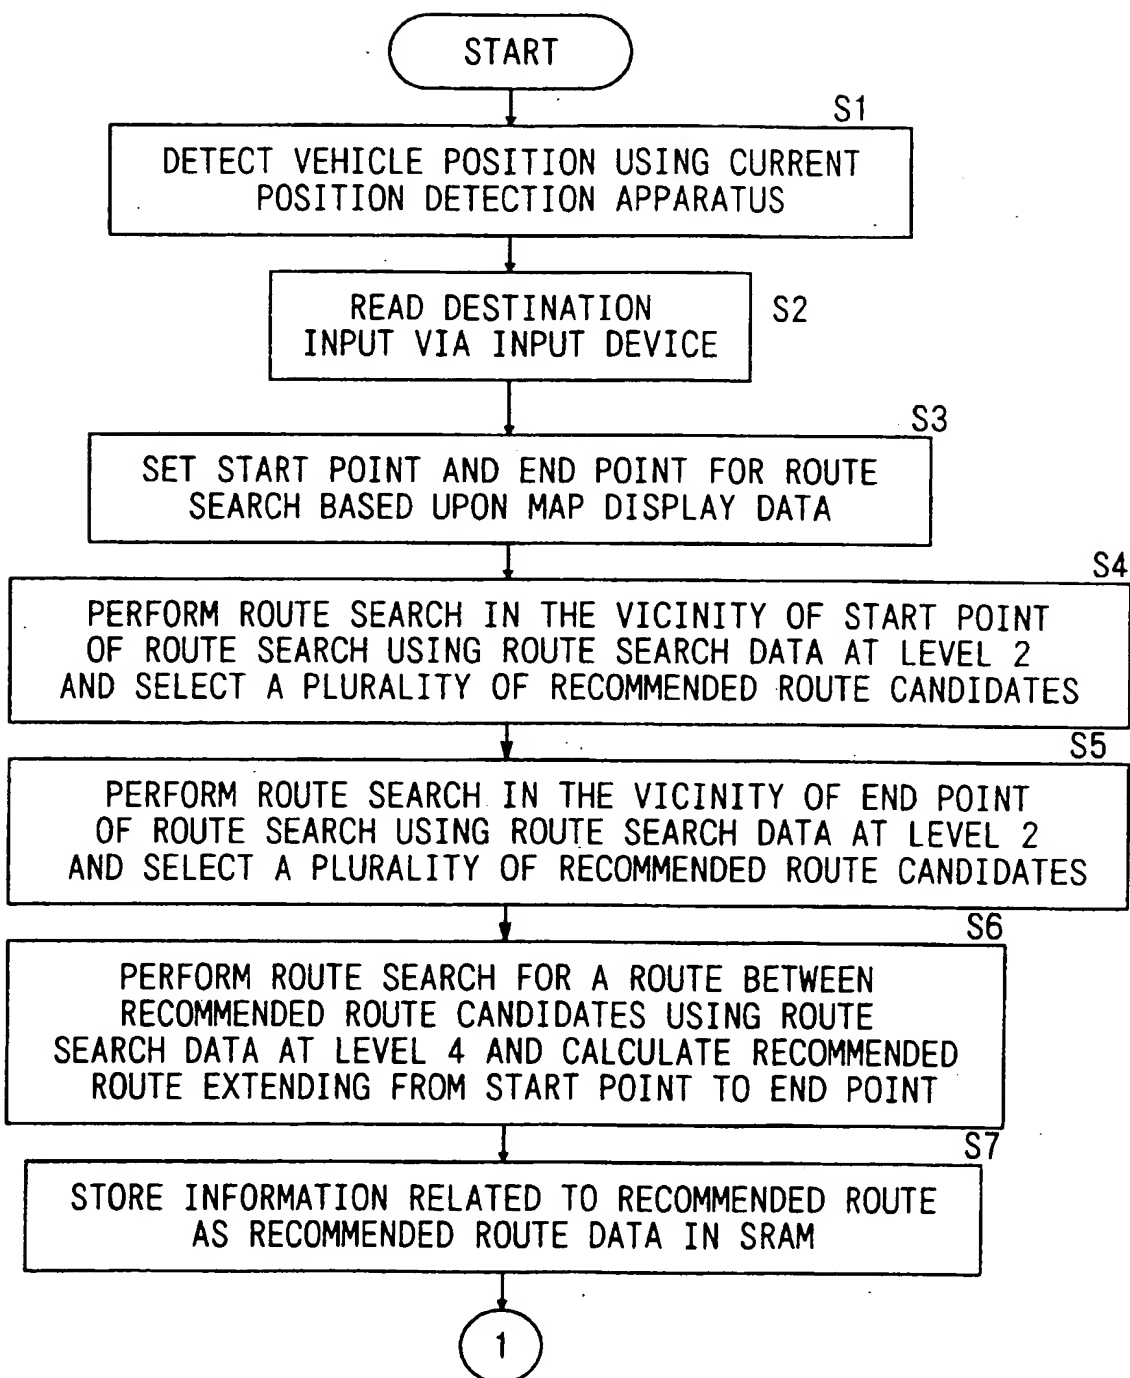 START
S1
DETECT VEHICLE POSITION USING CURRENT
POSITION DETECTION APPARATUS
READ DESTINATION
INPUT VIA INPUT DEVICE
S2
S3
SET START POINT AND END POINT FOR ROUTE
SEARCH BASED UPON MAP DISPLAY DATA
S4
PERFORM ROUTE SEARCH IN THE VICINITY OF START POINT
OF ROUTE SEARCH USING ROUTE SEARCH DATA AT LEVEL 2
AND SELECT A PLURALITY OF RECOMMENDED ROUTE CANDIDATES
S5
PERFORM ROUTE SEARCH IN THE VICINITY OF END POINT
OF ROUTE SEARCH USING ROUTE SEARCH DATA AT LEVEL 2
AND SELECT A PLURALITY OF RECOMMENDED ROUTE CANDIDATES
S6
PERFORM ROUTE SEARCH FOR A ROUTE BETWEEN
RECOMMENDED ROUTE CANDIDATES USING ROUTE
SEARCH DATA AT LEVEL 4 AND CALCULATE RECOMMENDED
ROUTE EXTENDING FROM START POINT TO END POINT
S7
STORE INFORMATION RELATED TO RECOMMENDED ROUTE
AS RECOMMENDED ROUTE DATA IN SRAM
1